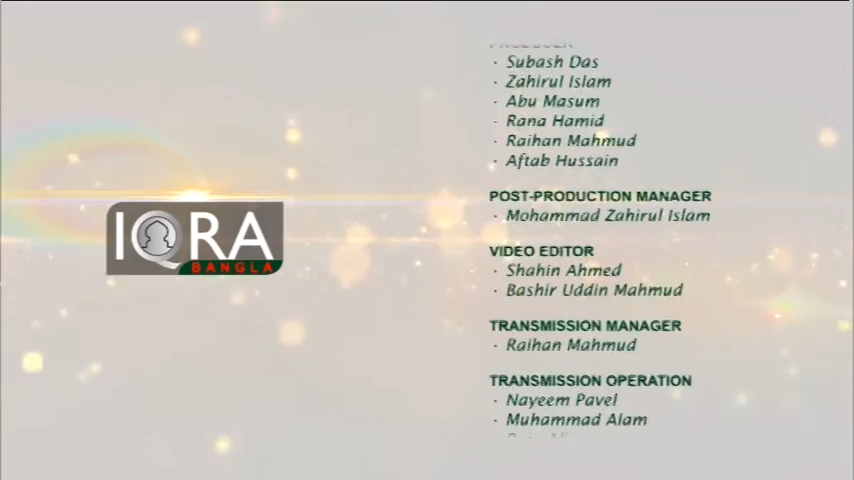 IQRA
BANGLA
PRODUCER
· Subash Das
· Zahirul Islam
· Abu Masum
· Rana Hamid
· Raihan Mahmud
· Aftab Hussain
POST-PRODUCTION MANAGER
· Mohammad Zahirul Islam
VIDEO EDITOR
· Shahin Ahmed
· Bashir Uddin Mahmud
TRANSMISSION MANAGER
· Raihan Mahmud
TRANSMISSION OPERATION
· Nayeem Pavel
· Muhammad Alam